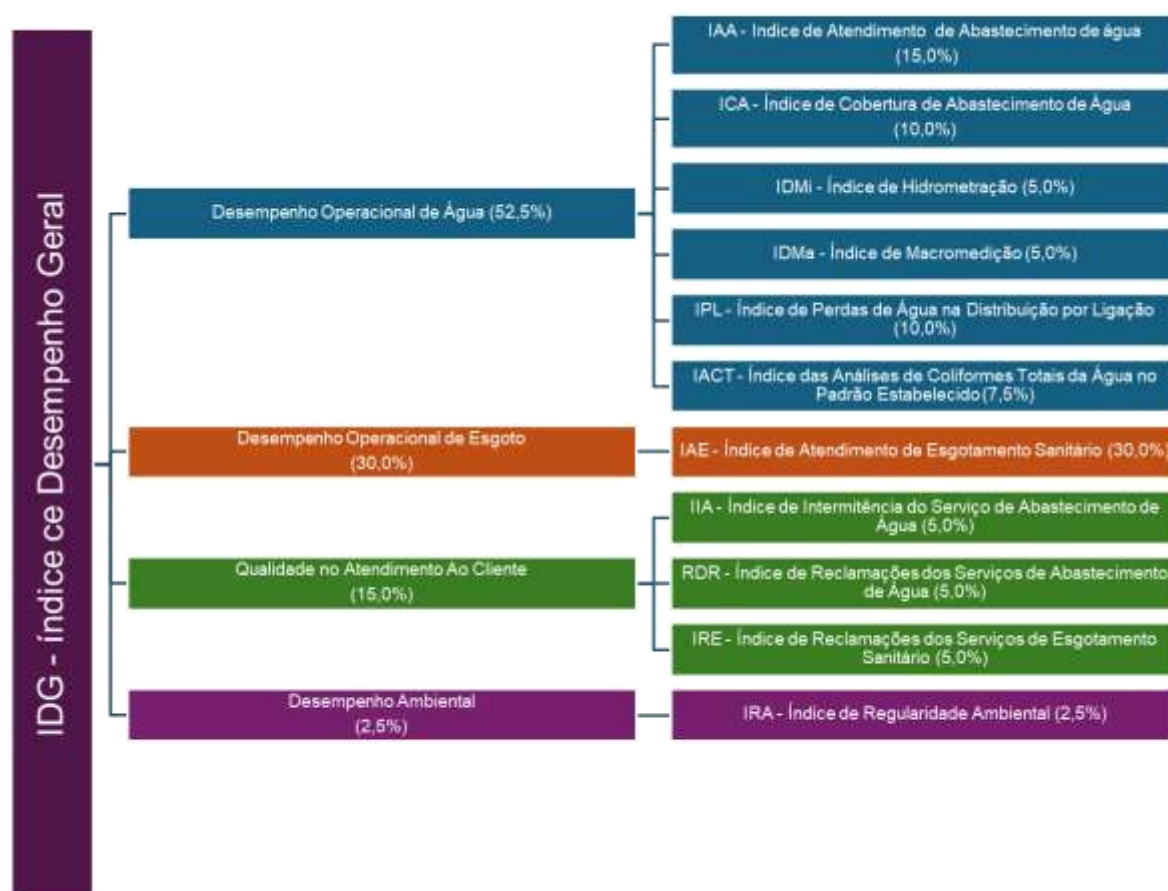 IDG - índice ce Desempenho Geral
Desempenho Operacional de Água (52,5%)
IAA - Indice de Atendimento de Abastecimento de água
(15,0%)
ICA - Índice de Cobertura de Abastecimento de Água
(10,0%)
IDMi - Índice de Hidrometração (5,0%)
IDMa - Índice de Macromedição (5,0%)
IPL - Índice de Perdas de Água na Distribuição por Ligação
(10,0%)
IACT - Índice das Análises de Coliformes Totais da Água no
Padrão Estabelecido (7,5%)
Desempenho Operacional de Esgoto
(30,0%)
IAE - Índice de Atendimento de Esgotamento Sanitário (30,0%)
Qualidade no Atendimento Ao Cliente
(15,0%)
IIA - Índice de Intermitência do Serviço de Abastecimento de
Água (5,0%)
RDR - Índice de Reclamações dos Serviços de Abastecimento
de Água (5,0%)
IRE - Índice de Reclamações dos Serviços de Esgotamento
Sanitário (5,0%)
Desempenho Ambiental
(2,5%)
IRA - Índice de Regularidade Ambiental (2,5%)